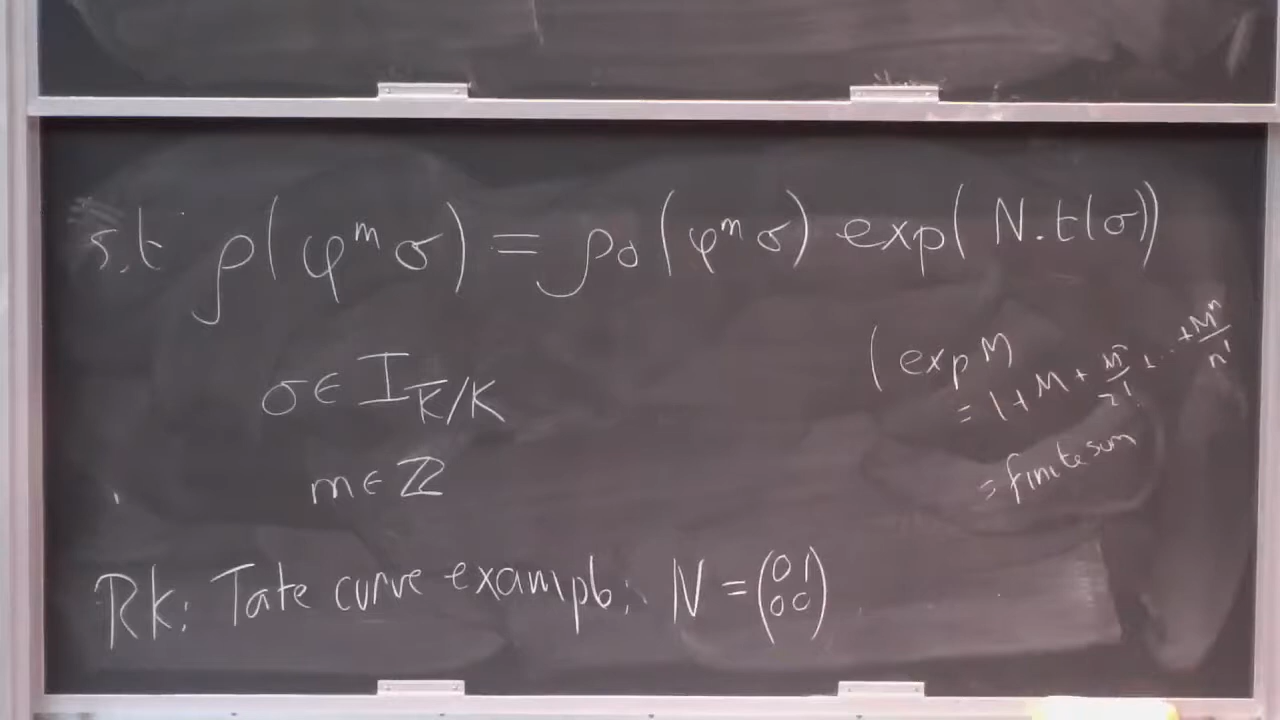 s.t ρ(φ^m σ) = ρ₀(φ^m σ) exp(N.t(σ))
σ ∈ I_{K̄/K}
m ∈ ℤ
(exp M
= 1 + M + M²/2! + ... + Mⁿ/n!
= finite sum
Rk: Tate curve example: N = (0 1
0 0)